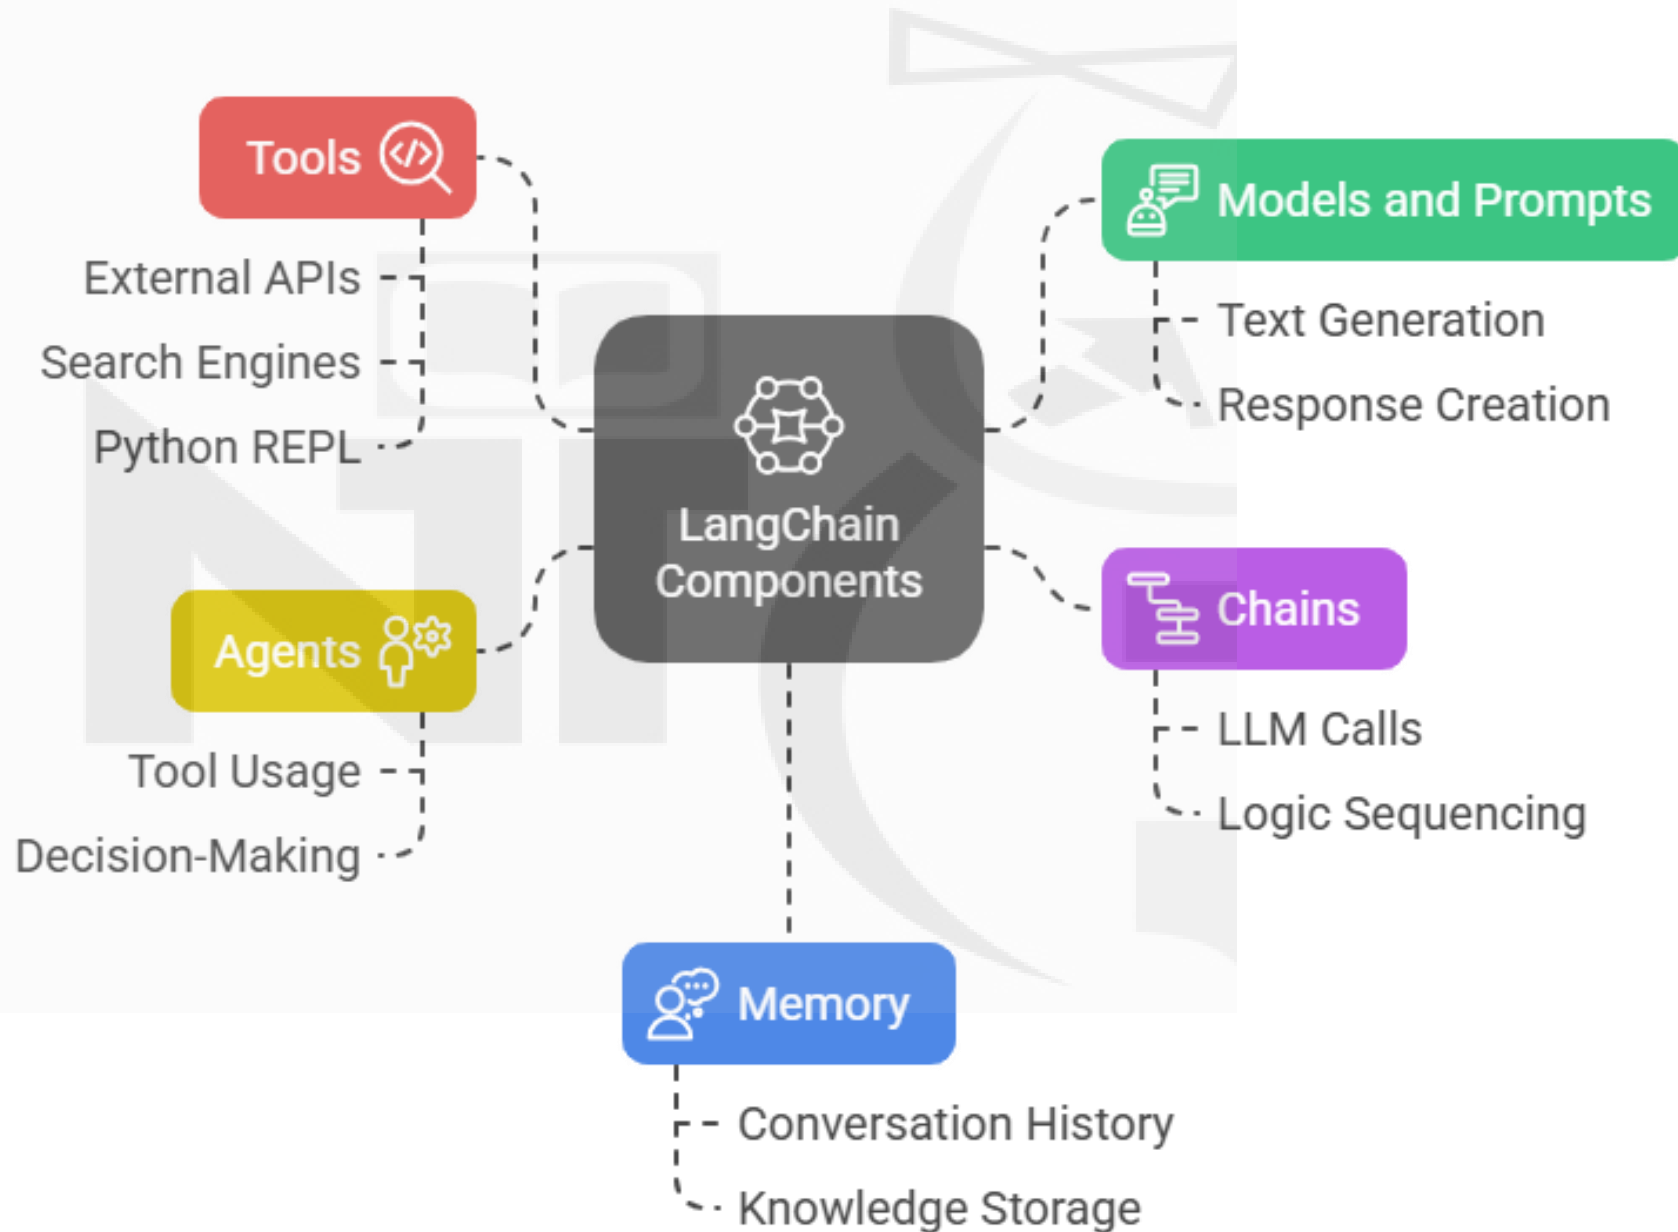 Tools
External APIs
Search Engines
Python REPL
Models and Prompts
Text Generation
Response Creation
LangChain
Components
Agents
Tool Usage
Decision-Making
Chains
LLM Calls
Logic Sequencing
Memory
Conversation History
Knowledge Storage